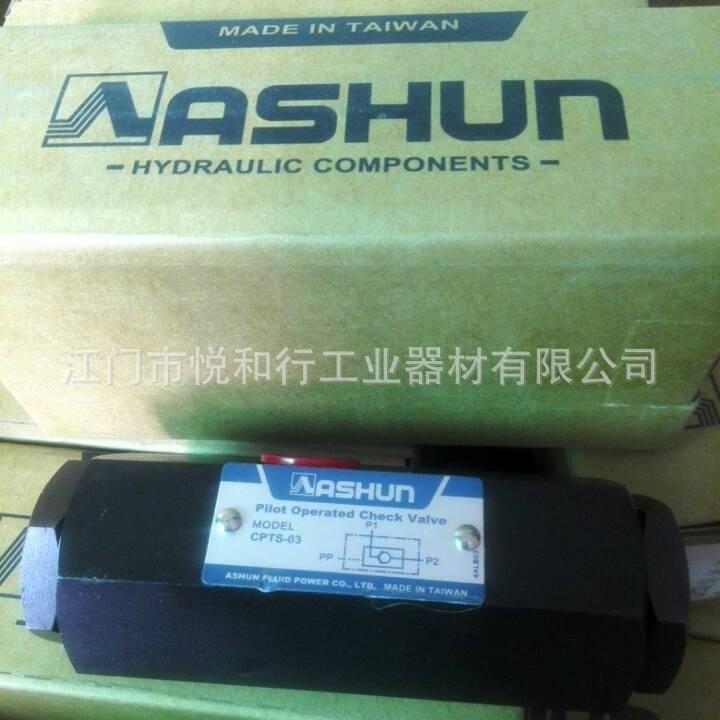 MADE IN TAIWAN
ASHUN
- HYDRAULIC COMPONENTS -
江门市悦和行工业器材有限公司
ASHUN
Pilot Operated Check Valve
MODEL
CPTS-03
P1
PP
P2
4ALB03
ASHUN FLUID POWER CO., LTD. MADE IN TAIWAN